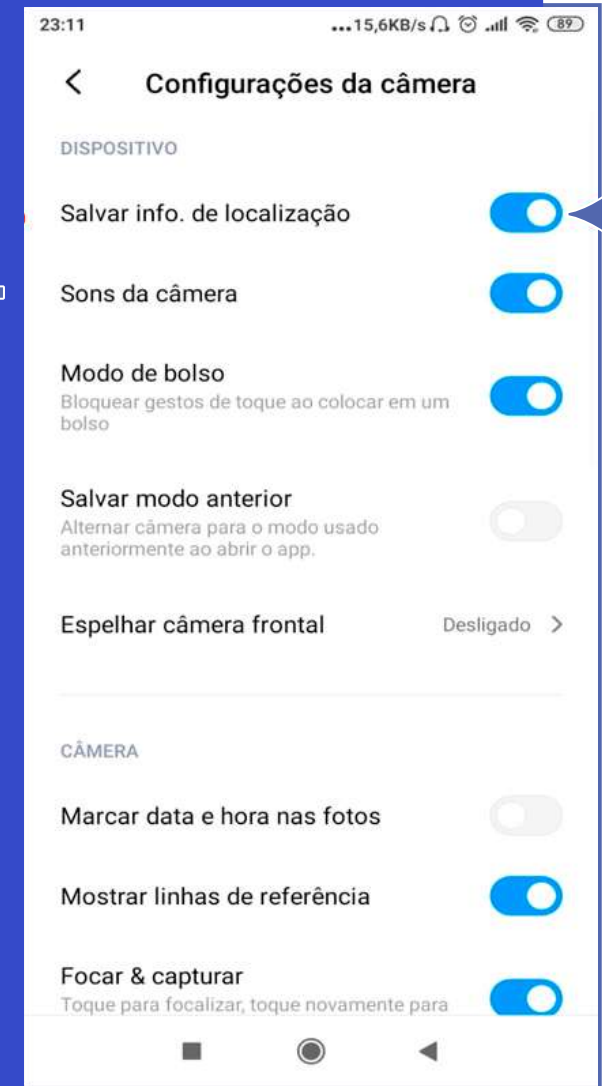 23:11
...15,6KB/s
89
Configurações da câmera
DISPOSITIVO
Salvar info. de localização
Sons da câmera
Modo de bolso
Bloquear gestos de toque ao colocar em um
bolso
Salvar modo anterior
Alternar câmera para o modo usado
anteriormente ao abrir o app.
Espelhar câmera frontal
Desligado
CÂMERA
Marcar data e hora nas fotos
Mostrar linhas de referência
Focar & capturar
Toque para focalizar, toque novamente para